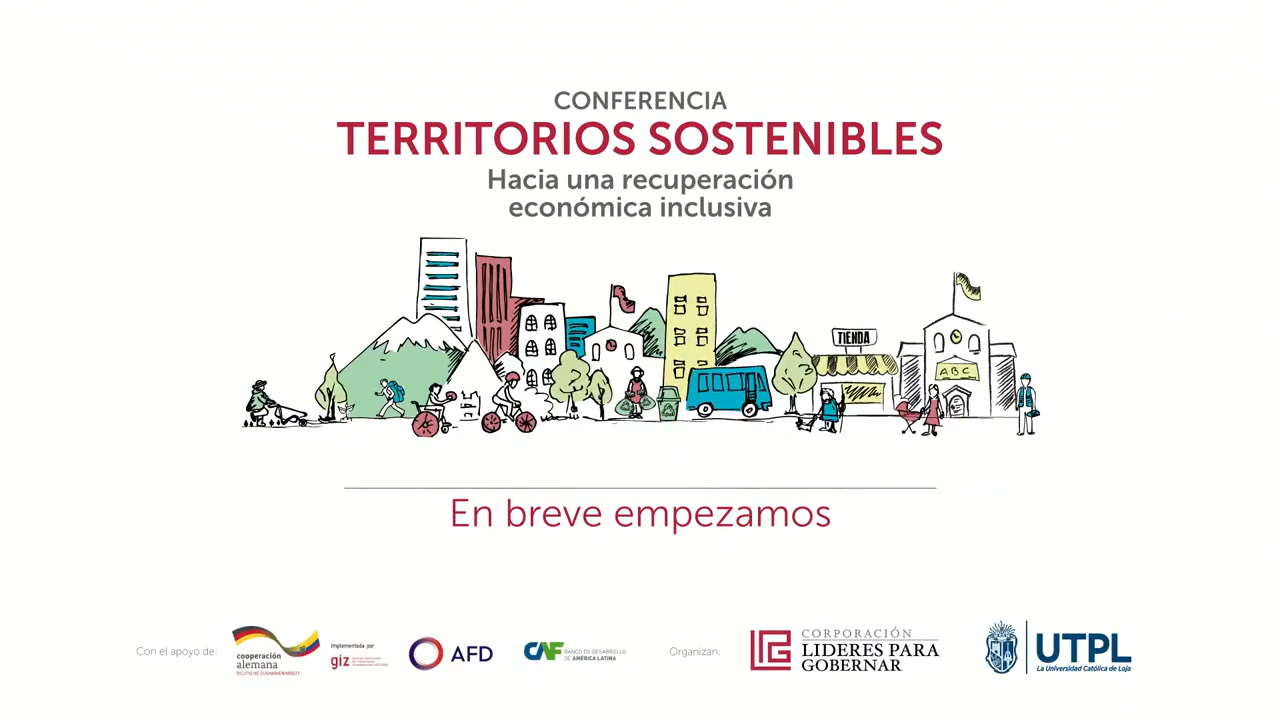 CONFERENCIA
TERRITORIOS SOSTENIBLES
Hacia una recuperación
económica inclusiva
TIENDA
ABC
En breve empezamos
Con el apoyo de:
cooperación
alemana
DEUTSCHE ZUSAMMENARBEIT
Implementada por
giz
AFD
CAF
BANCO DE DESARROLLO
DE AMÉRICA LATINA
Organizan:
CORPORACIÓN
LIDERES PARA
GOBERNAR
UTPL
La Universidad Católica de Loja